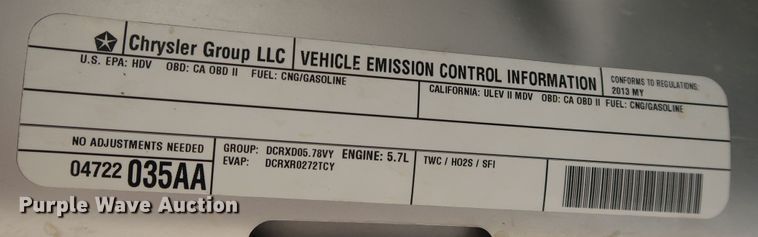 Chrysler Group LLC
VEHICLE EMISSION CONTROL INFORMATION
CONFORMS TO REGULATIONS:
2013 MY
U.S. EPA: HDV OBD: CA OBD II FUEL: CNG/GASOLINE
CALIFORNIA: ULEV II MDV OBD: CA OBD II FUEL: CNG/GASOLINE
NO ADJUSTMENTS NEEDED
04722 035AA
GROUP: DCRXD05.78VY ENGINE: 5.7L
EVAP: DCRXR0272TCY
TWC / HO2S / SFI
Purple Wave Auction